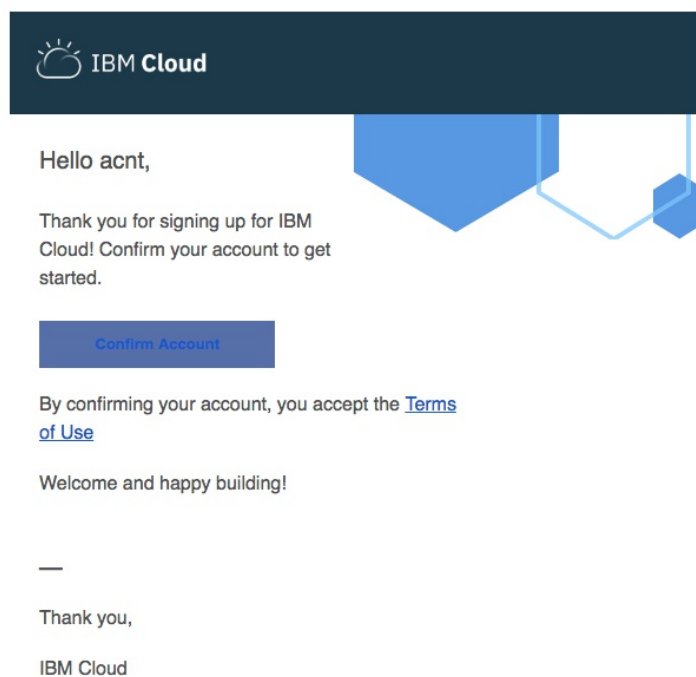 IBM Cloud
Hello acnt,
Thank you for signing up for IBM
Cloud! Confirm your account to get
started.
Confirm Account
By confirming your account, you accept the Terms
of Use
Welcome and happy building!
—
Thank you,
IBM Cloud